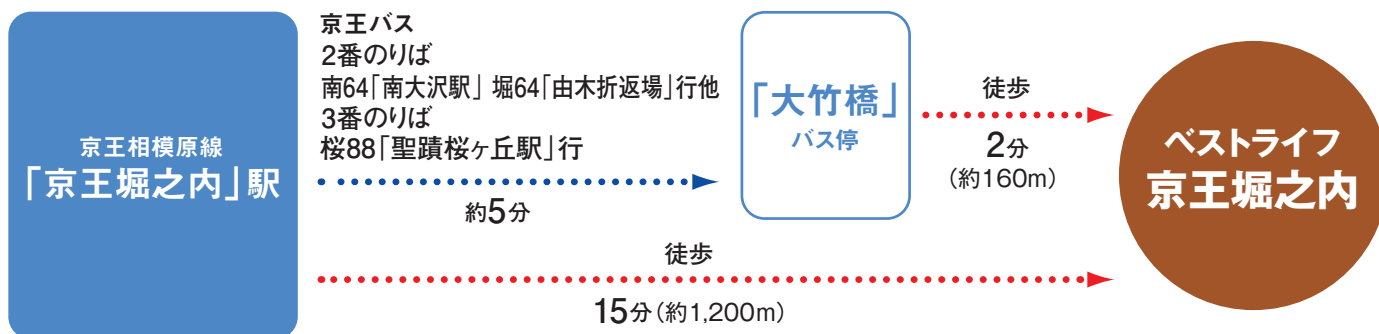 京王相模原線
「京王堀之内」駅
京王バス
2番のりば
南64「南大沢駅」 堀64「由木折返場」行他
3番のりば
桜88「聖蹟桜ヶ丘駅」行
約5分
「大竹橋」
バス停
徒歩
2分
（約160m）
徒歩
15分（約1,200m）
ベストライフ
京王堀之内